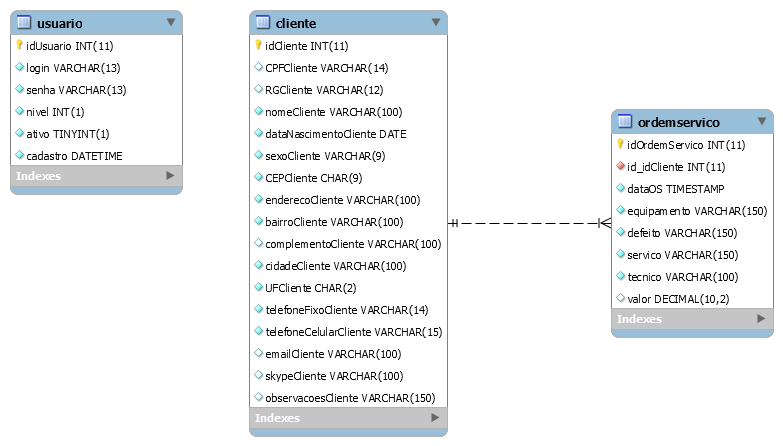 usuario
idUsuario INT(11)
login VARCHAR(13)
senha VARCHAR(13)
nivel INT(1)
ativo TINYINT(1)
cadastro DATETIME
Indexes
cliente
idCliente INT(11)
CPFCliente VARCHAR(14)
RGCliente VARCHAR(12)
nomeCliente VARCHAR(100)
dataNascimentoCliente DATE
sexoCliente VARCHAR(9)
CEPCliente CHAR(9)
enderecoCliente VARCHAR(100)
bairroCliente VARCHAR(100)
complementoCliente VARCHAR(100)
cidadeCliente VARCHAR(100)
UFCliente CHAR(2)
telefoneFixoCliente VARCHAR(14)
telefoneCelularCliente VARCHAR(15)
emailCliente VARCHAR(100)
skypeCliente VARCHAR(100)
observacoesCliente VARCHAR(150)
Indexes
ordemservico
idOrdemServico INT(11)
id_idCliente INT(11)
dataOS TIMESTAMP
equipamento VARCHAR(150)
defeito VARCHAR(150)
servico VARCHAR(150)
tecnico VARCHAR(100)
valor DECIMAL(10,2)
Indexes